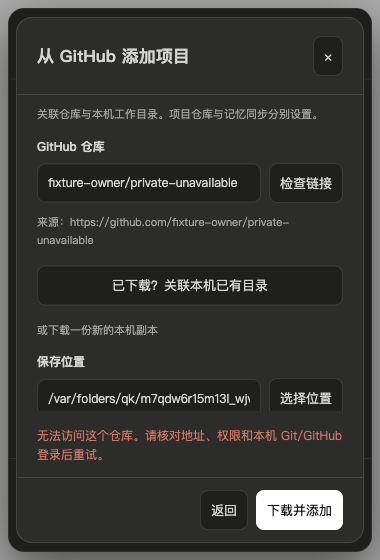 从 GitHub 添加项目
×
关联仓库与本机工作目录。项目仓库与记忆同步分别设置。
GitHub 仓库
fixture-owner/private-unavailable
检查链接
来源：https://github.com/fixture-owner/private-
unavailable
已下载？关联本机已有目录
或下载一份新的本机副本
保存位置
/var/folders/qk/m7qdw6r15m13l_wj
选择位置
无法访问这个仓库。请核对地址、权限和本机 Git/GitHub
登录后重试。
返回
下载并添加